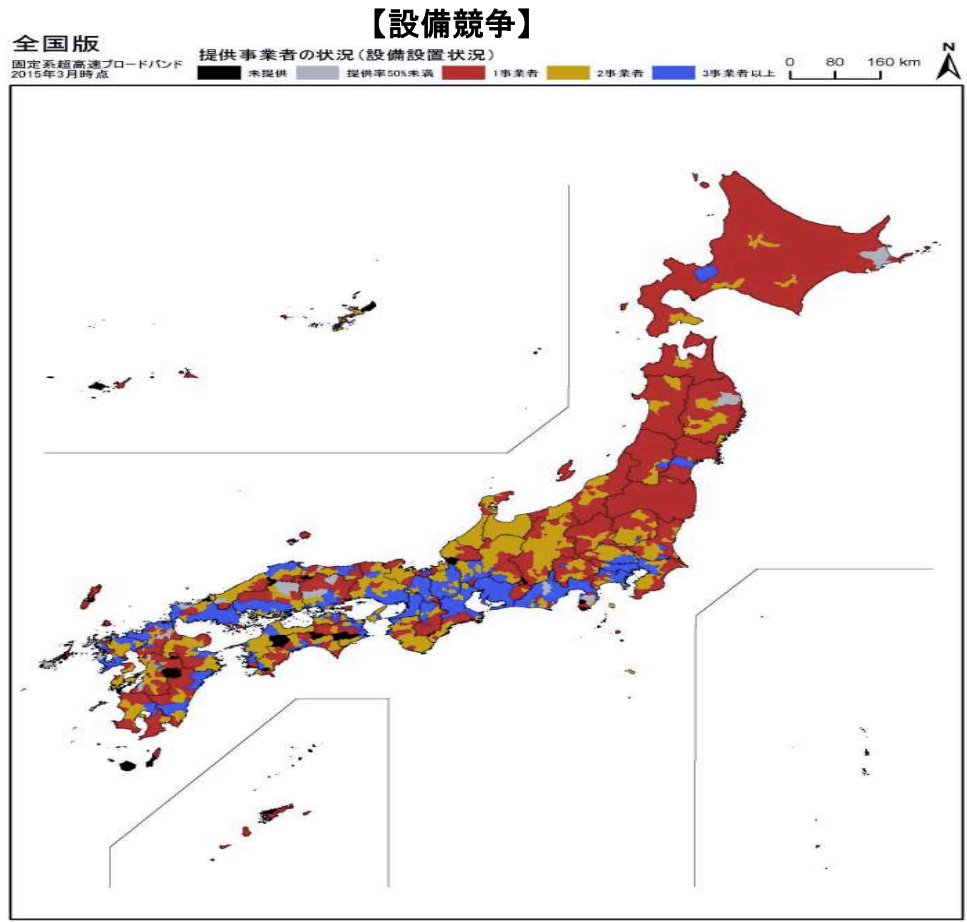 【設備競争】
全国版
固定系超高速ブロードバンド
2015年3月時点
提供事業者の状況(設備設置状況)
未提供 提供率50%未満 1事業者 2事業者 3事業者以上
0 80 160 km
N